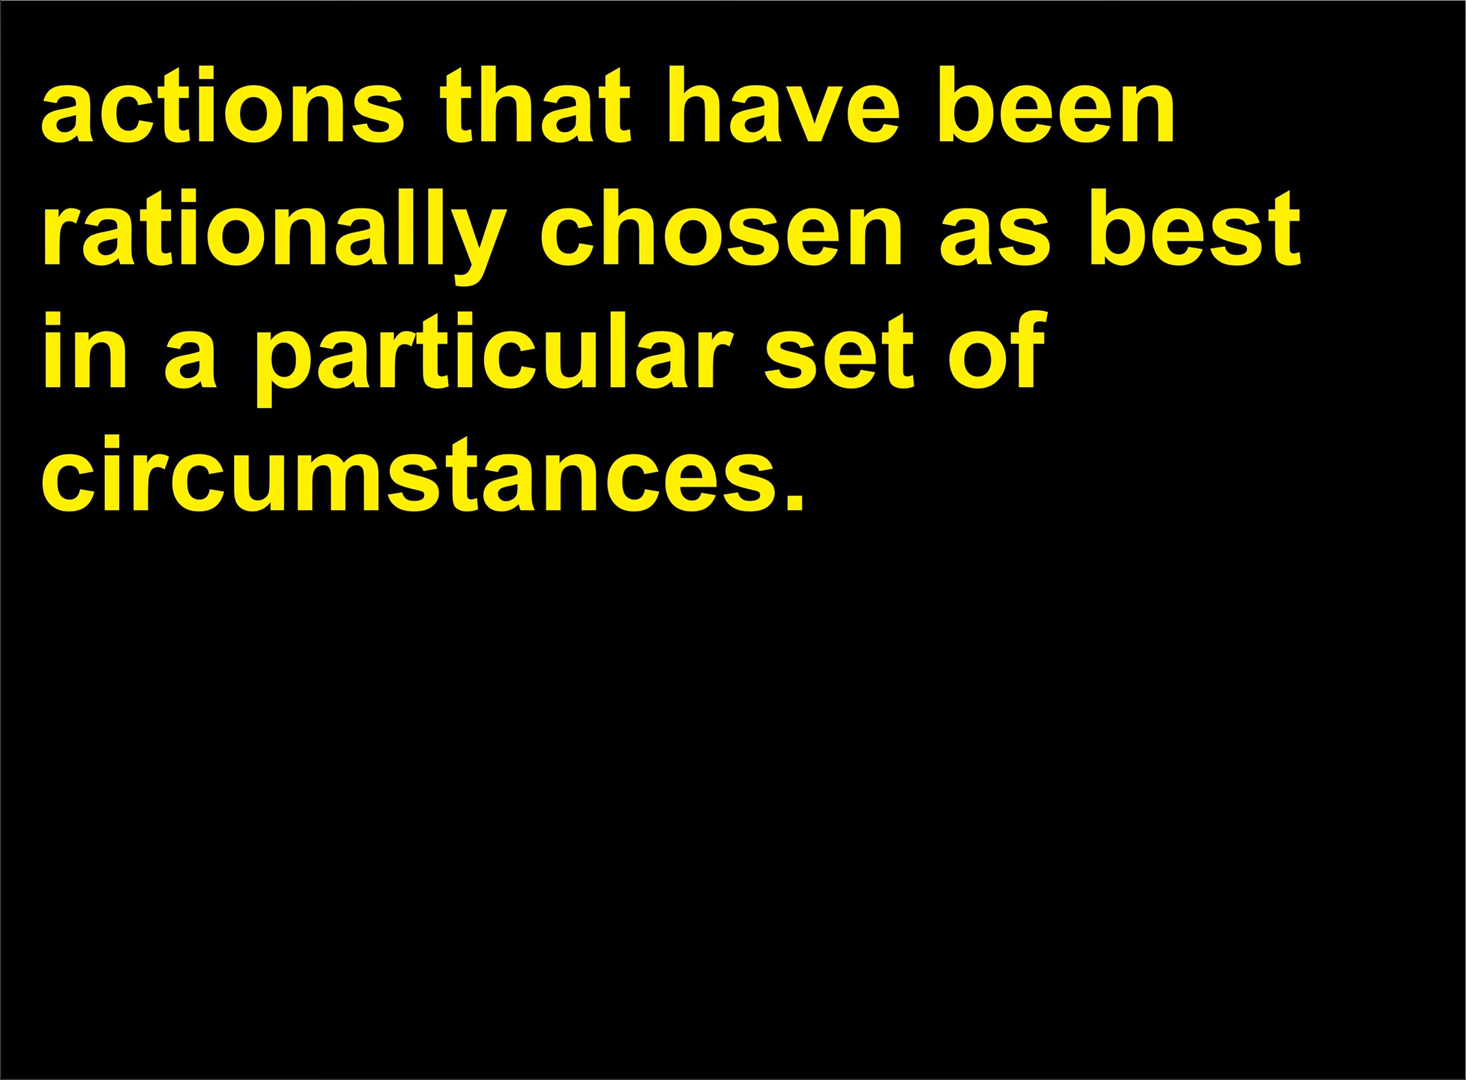 actions that have been
rationally chosen as best
in a particular set of
circumstances.